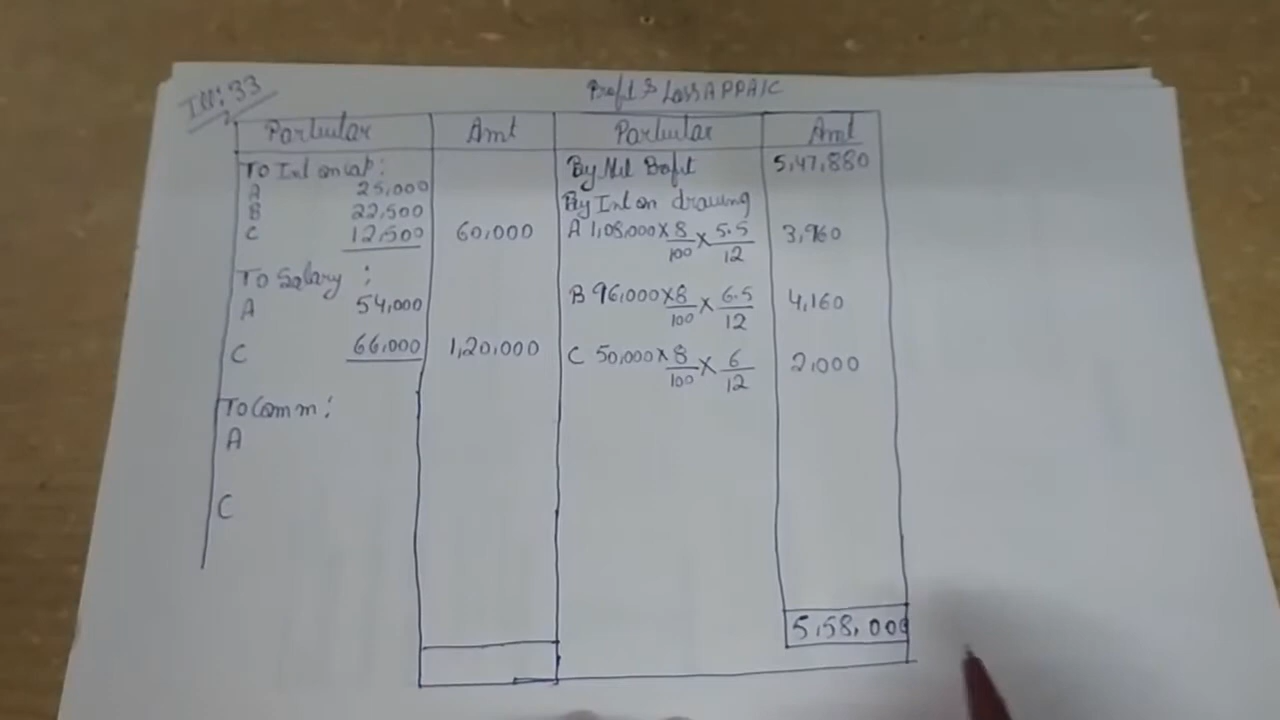 Ill: 33
Profit & Loss APPA/C
Particular Amt Particular Amt
To Int on cap:
A 25,000
B 22,500
C 12,500 60,000
To Salary:
A 54,000
C 66,000 1,20,000
To Comm:
A
C
By Net Profit 5,47,880
By Int on drawing
A 1,08,000 × 8/100 × 5.5/12 3,960
B 96,000 × 8/100 × 6.5/12 4,160
C 50,000 × 8/100 × 6/12 2,000
5,58,000